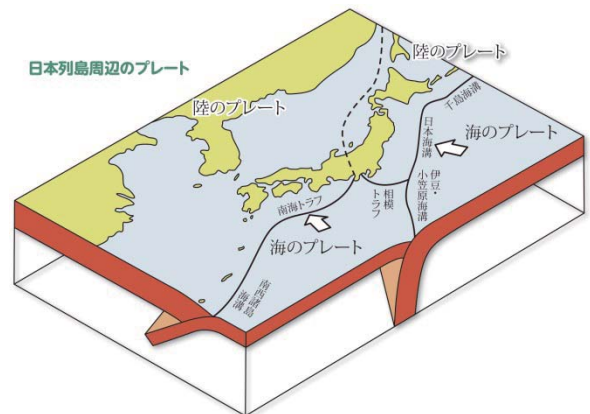 日本列島周辺のプレート
陸のプレート
陸のプレート
千島海溝
日本海溝
海のプレート
伊豆・
小笠原海溝
相模
トラフ
南海トラフ
海のプレート
南西諸島
海溝